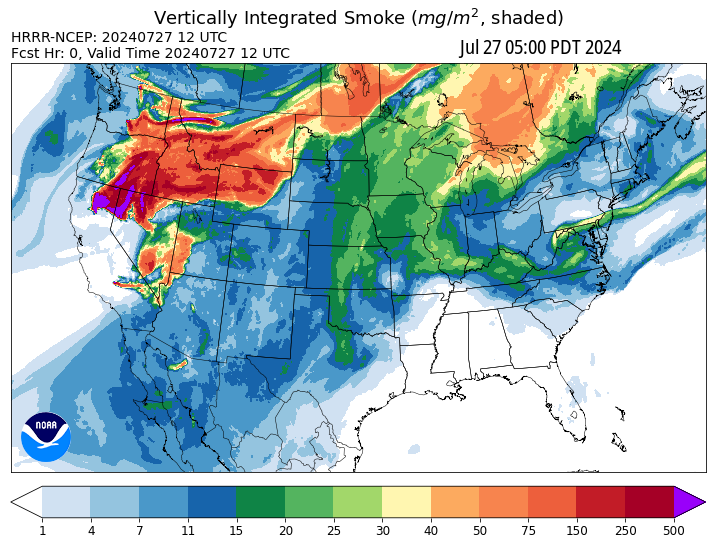 Vertically Integrated Smoke (mg/m², shaded)
HRRR-NCEP: 20240727 12 UTC
Fcst Hr: 0, Valid Time 20240727 12 UTC
Jul 27 05:00 PDT 2024
NOAA
1 4 7 11 15 20 25 30 40 50 75 150 250 500